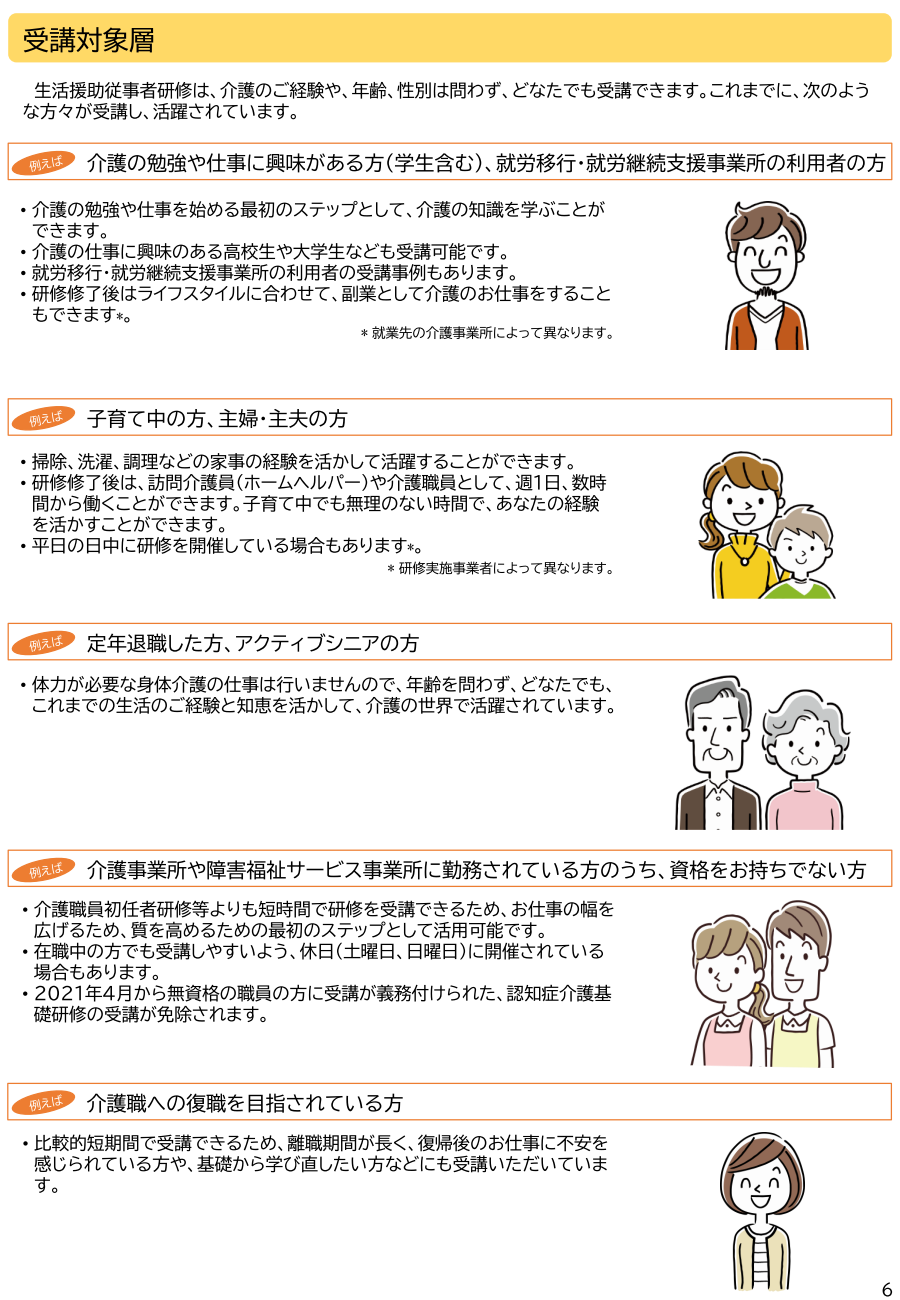 受講対象層
生活援助従事者研修は、介護のご経験や、年齢、性別は問わず、どなたでも受講できます。これまでに、次のよう
な方々が受講し、活躍されています。
例えば 介護の勉強や仕事に興味がある方(学生含む)、就労移行・就労継続支援事業所の利用者の方
・介護の勉強や仕事を始める最初のステップとして、介護の知識を学ぶことが
できます。
・介護の仕事に興味のある高校生や大学生なども受講可能です。
・就労移行・就労継続支援事業所の利用者の受講事例もあります。
・研修修了後はライフスタイルに合わせて、副業として介護のお仕事をすること
もできます*。
* 就業先の介護事業所によって異なります。
例えば 子育て中の方、主婦・主夫の方
・掃除、洗濯、調理などの家事の経験を活かして活躍することができます。
・研修修了後は、訪問介護員(ホームヘルパー)や介護職員として、週1日、数時
間から働くことができます。子育て中でも無理のない時間で、あなたの経験
を活かすことができます。
・平日の日中に研修を開催している場合もあります*。
* 研修実施事業者によって異なります。
例えば 定年退職した方、アクティブシニアの方
・体力が必要な身体介護の仕事は行いませんので、年齢を問わず、どなたでも、
これまでの生活のご経験と知恵を活かして、介護の世界で活躍されています。
例えば 介護事業所や障害福祉サービス事業所に勤務されている方のうち、資格をお持ちでない方
・介護職員初任者研修等よりも短時間で研修を受講できるため、お仕事の幅を
広げるため、質を高めるための最初のステップとして活用可能です。
・在職中の方でも受講しやすいよう、休日(土曜日、日曜日)に開催されている
場合もあります。
・2021年4月から無資格の職員の方に受講が義務付けられた、認知症介護基
礎研修の受講が免除されます。
例えば 介護職への復職を目指されている方
・比較的短期間で受講できるため、離職期間が長く、復帰後のお仕事に不安を
感じられている方や、基礎から学び直したい方などにも受講いただいていま
す。
6